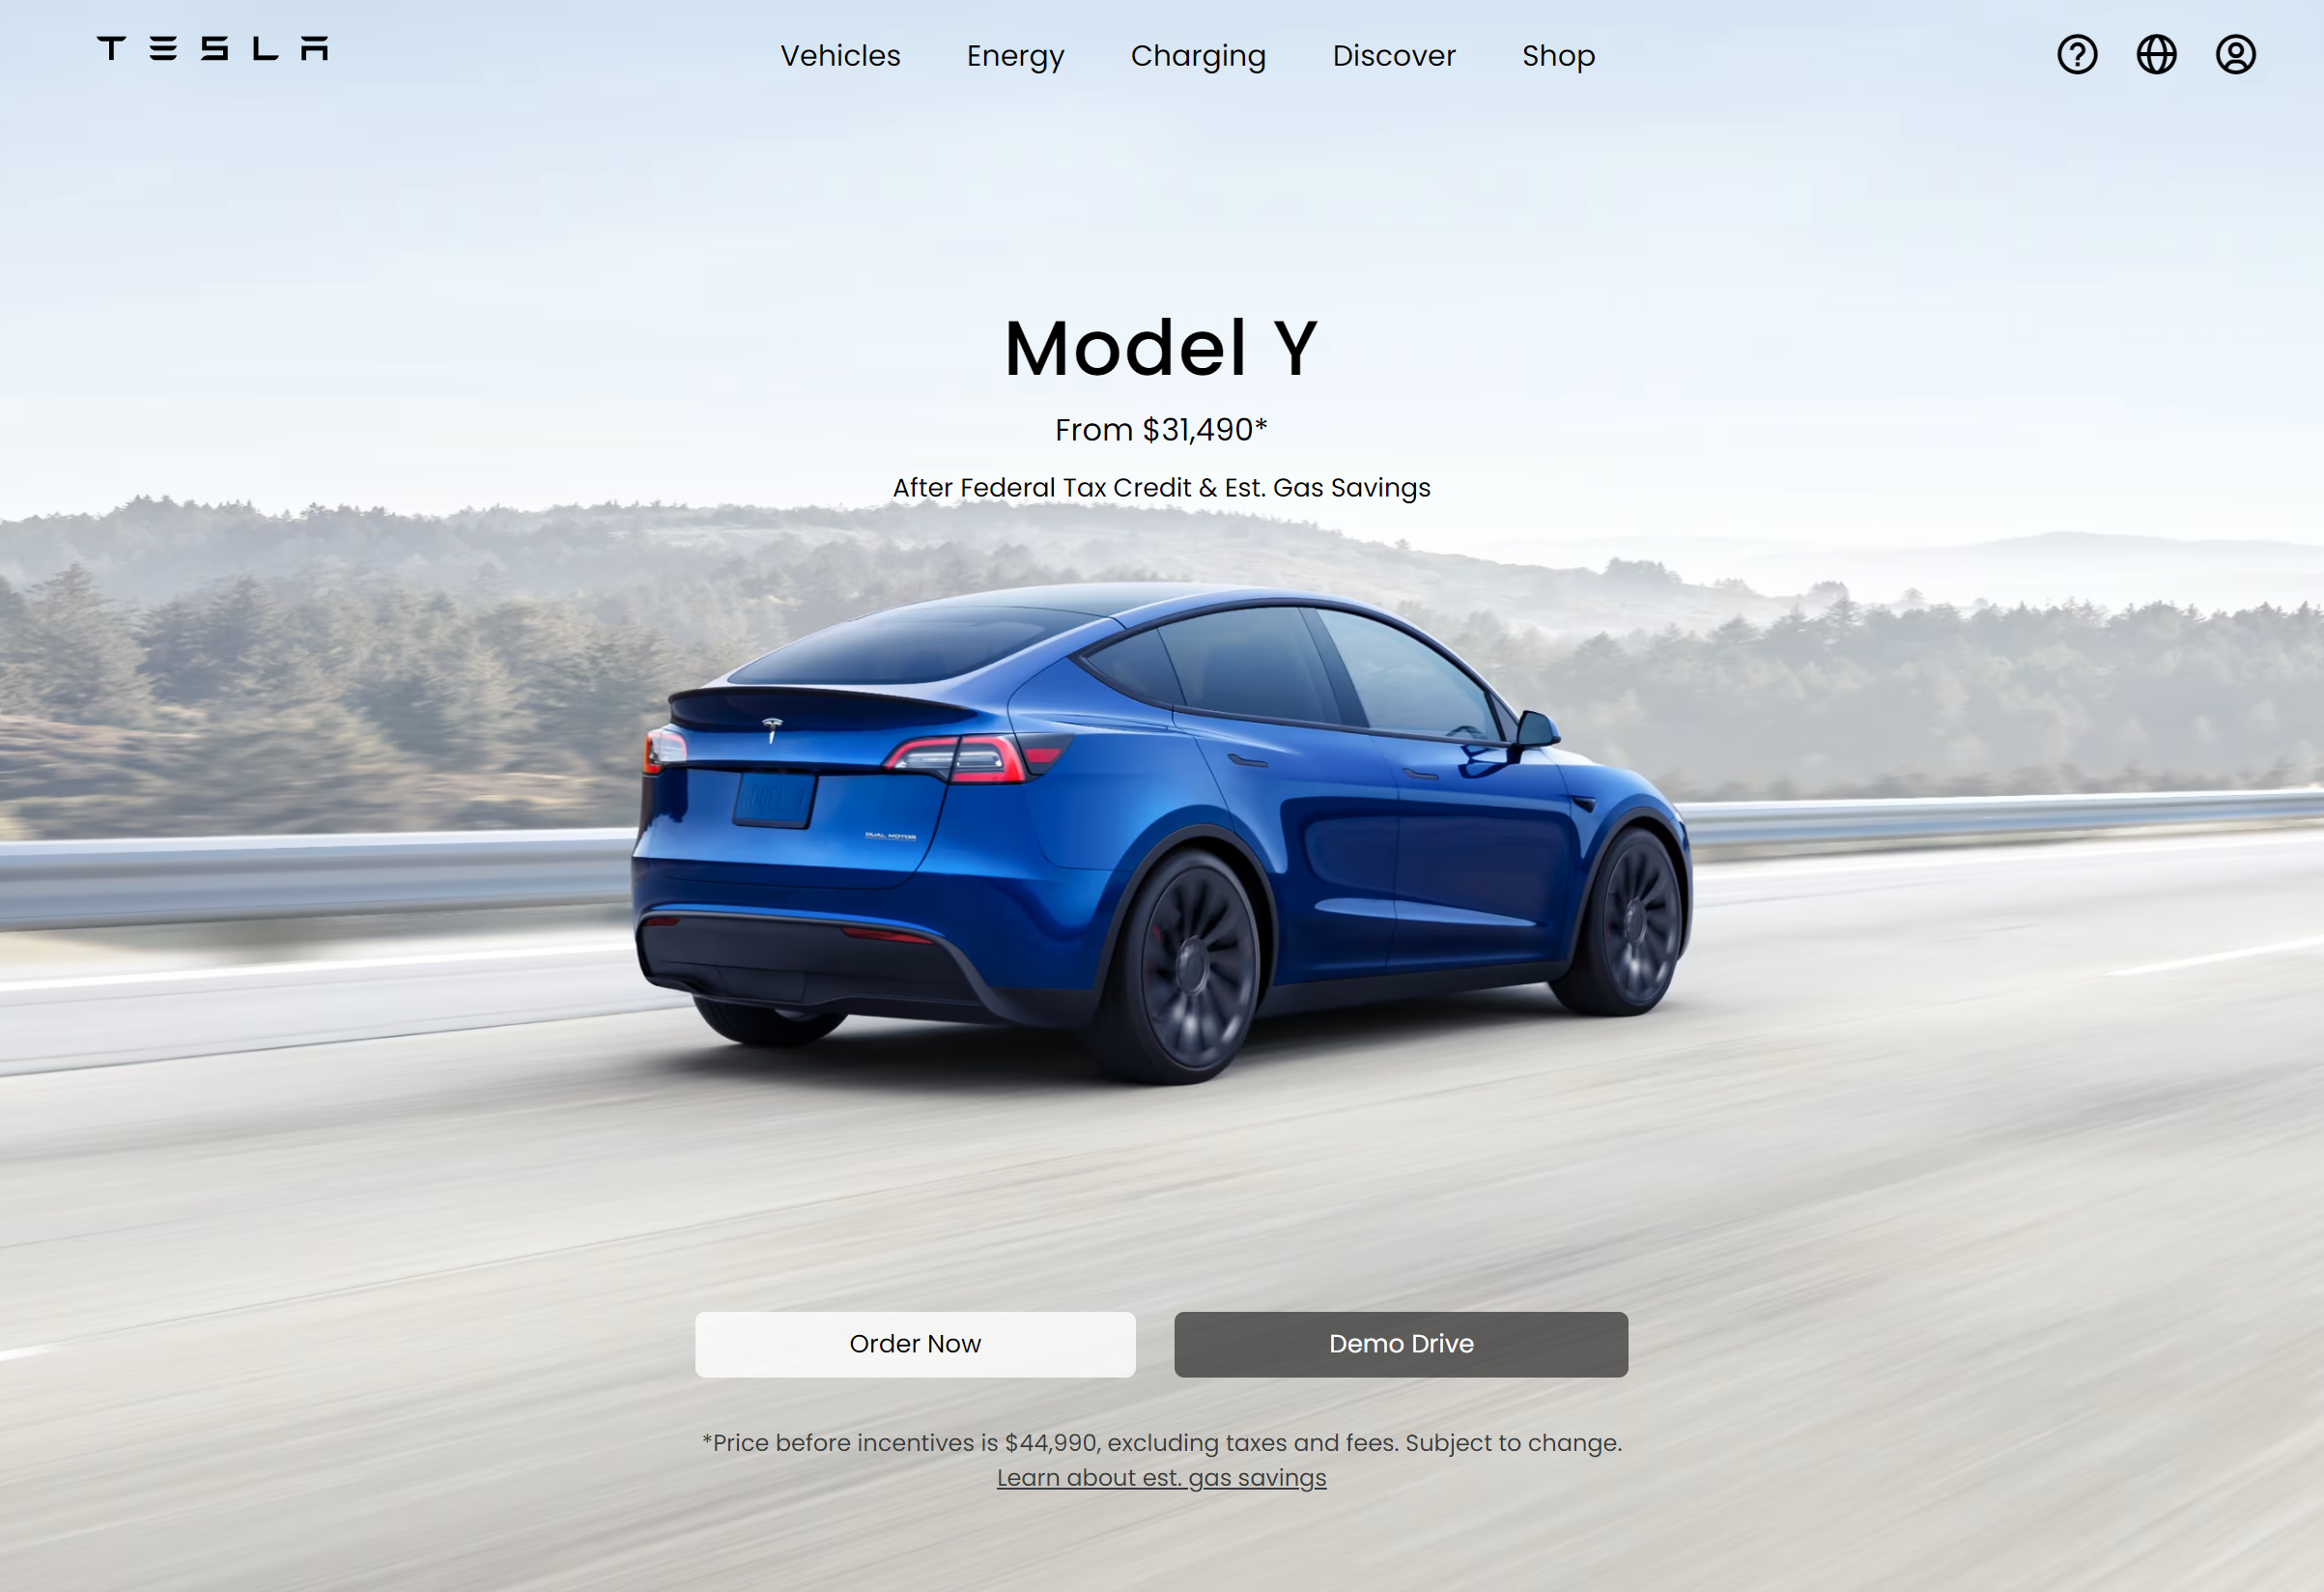 TESLA
Vehicles Energy Charging Discover Shop
Model Y
From $31,490*
After Federal Tax Credit & Est. Gas Savings
DUAL MOTOR
Order Now Demo Drive
*Price before incentives is $44,990, excluding taxes and fees. Subject to change.
Learn about est. gas savings